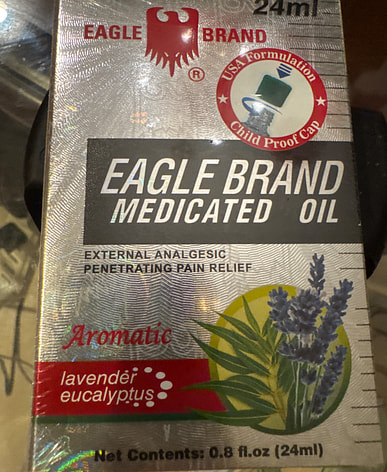 24ml
EAGLE BRAND
®
USA Formulation
Child Proof Cap
EAGLE BRAND
MEDICATED OIL
EXTERNAL ANALGESIC
PENETRATING PAIN RELIEF
Aromatic
lavender
eucalyptus
Net Contents: 0.8 fl.oz (24ml)